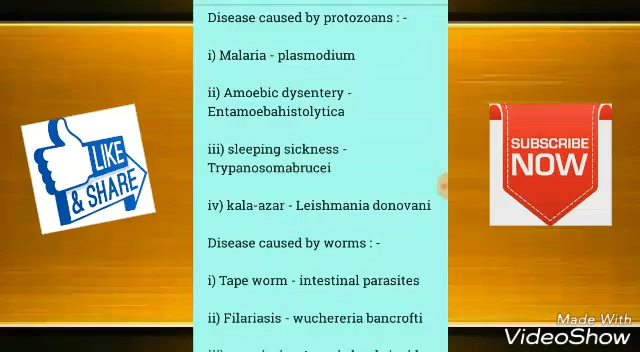 Disease caused by protozoans : -
i) Malaria - plasmodium
ii) Amoebic dysentery -
Entamoebahistolytica
iii) sleeping sickness -
Trypanosomabrucei
iv) kala-azar - Leishmania donovani
Disease caused by worms : -
i) Tape worm - intestinal parasites
ii) Filariasis - wuchereria bancrofti
LIKE
& SHARE
SUBSCRIBE
NOW
Made With
VideoShow